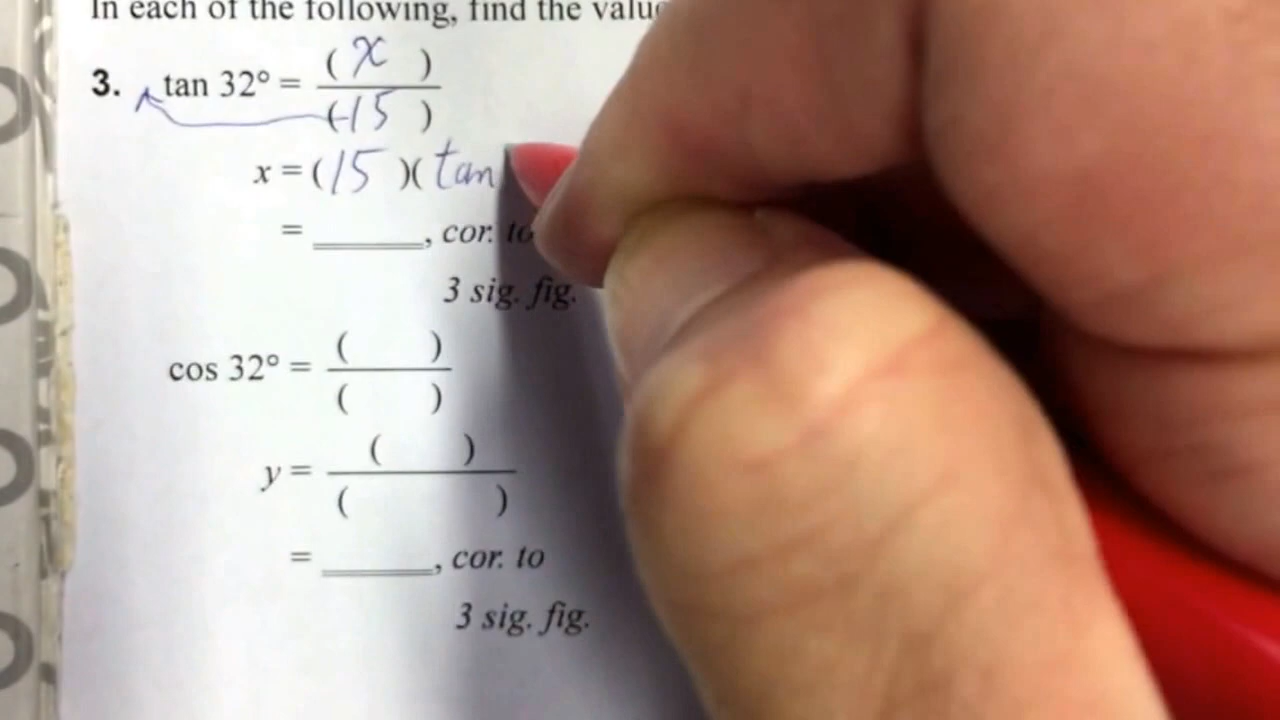 In each of the following, find the
3. tan 32° = ( x )
(15 )
x = (15 )( tan
= ______, cor. to
3 sig. fig.
cos 32° = ( )
( )
y = ( )
( )
= ______, cor. to
3 sig. fig.